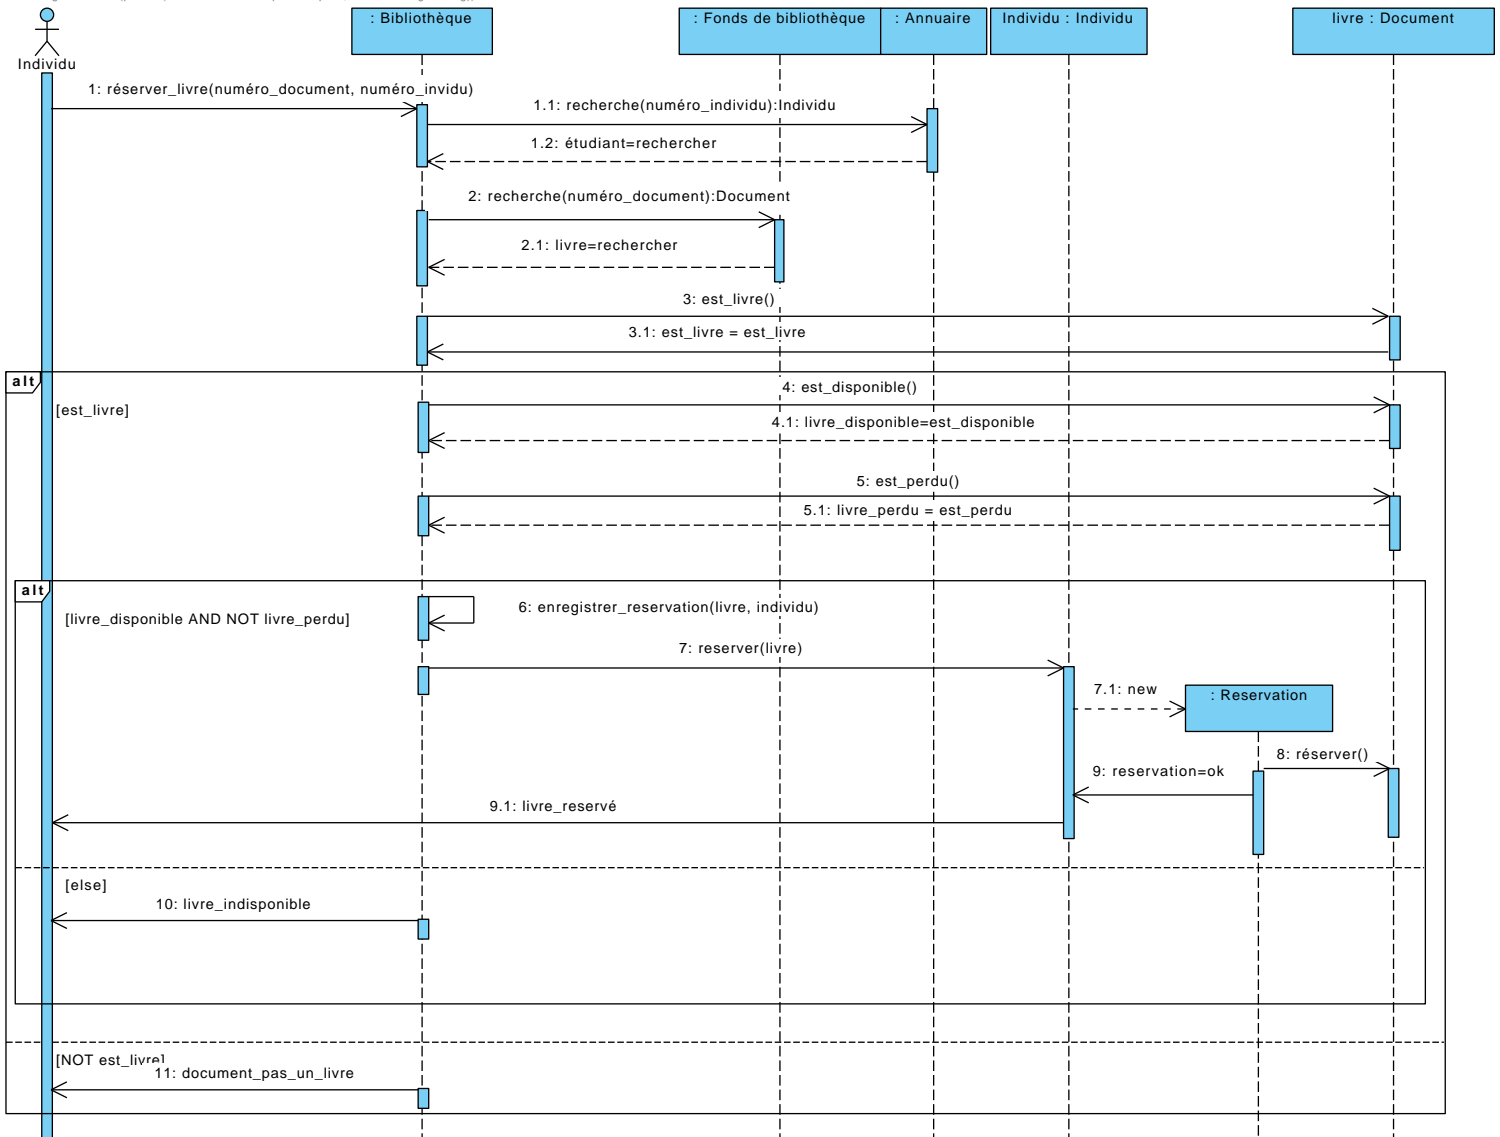 : Bibliothèque
: Fonds de bibliothèque
: Annuaire
Individu : Individu
livre : Document
Individu
1: réserver_livre(numéro_document, numéro_invidu)
1.1: recherche(numéro_individu):Individu
1.2: étudiant=rechercher
2: recherche(numéro_document):Document
2.1: livre=rechercher
3: est_livre()
3.1: est_livre = est_livre
alt
[est_livre]
4: est_disponible()
4.1: livre_disponible=est_disponible
5: est_perdu()
5.1: livre_perdu = est_perdu
alt
[livre_disponible AND NOT livre_perdu]
6: enregistrer_reservation(livre, individu)
7: reserver(livre)
7.1: new
: Reservation
8: réserver()
9: reservation=ok
9.1: livre_reservé
[else]
10: livre_indisponible
[NOT est_livre]
11: document_pas_un_livre